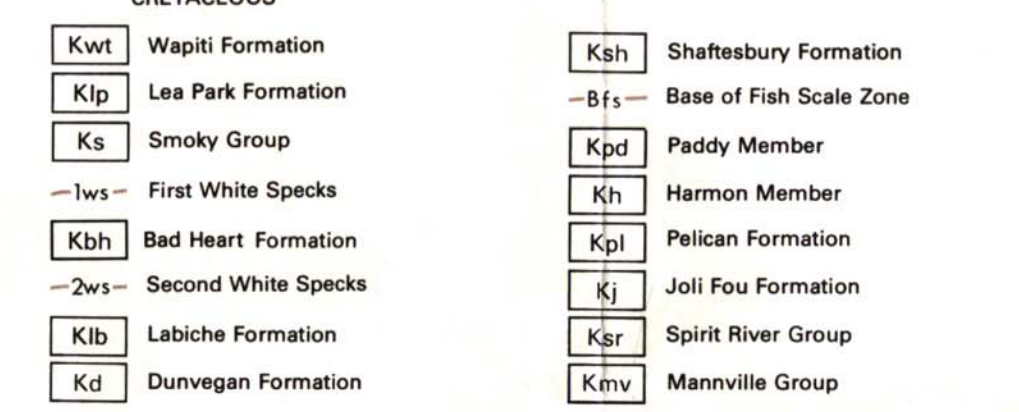 CRETACEOUS
Kwt Wapiti Formation
Klp Lea Park Formation
Ks Smoky Group
1ws First White Specks
Kbh Bad Heart Formation
2ws Second White Specks
Klb Labiche Formation
Kd Dunvegan Formation
Ksh Shaftesbury Formation
Bfs Base of Fish Scale Zone
Kpd Paddy Member
Kh Harmon Member
Kpl Pelican Formation
Kj Joli Fou Formation
Ksr Spirit River Group
Kmv Mannville Group